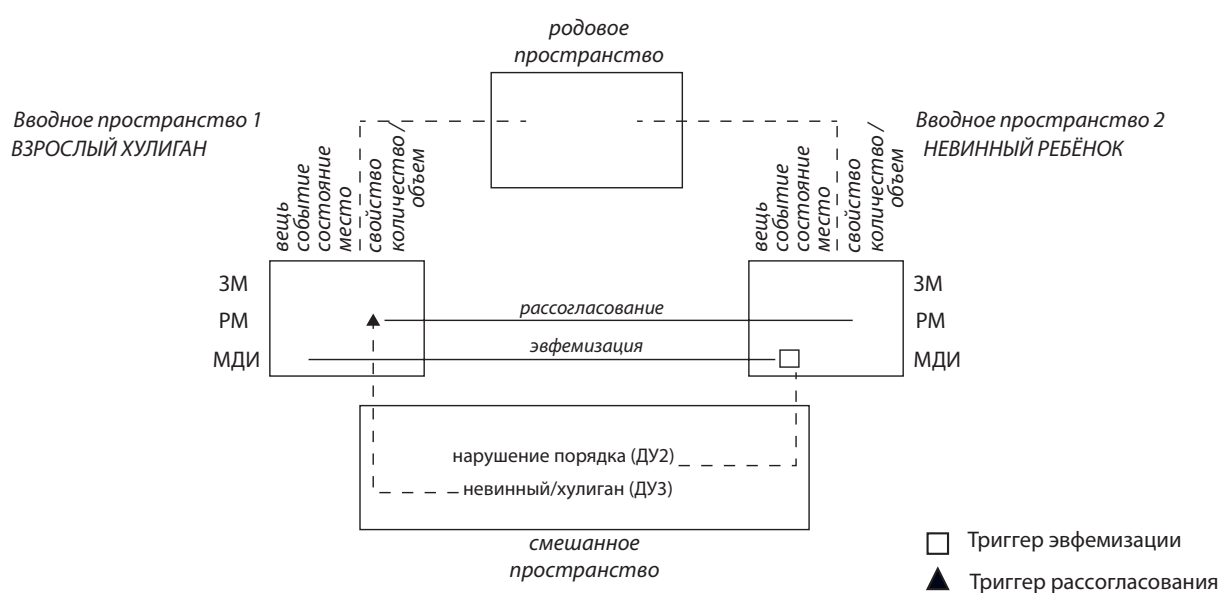 родовое
пространство
Вводное пространство 1
ВЗРОСЛЫЙ ХУЛИГАН
Вводное пространство 2
НЕВИННЫЙ РЕБЁНОК
вещь
событие
состояние
место
свойство
количество /
объем
вещь
событие
состояние
место
свойство
количество /
объем
ЗМ
РМ
МДИ
рассогласование
эвфемизация
ЗМ
РМ
МДИ
нарушение порядка (ДУ2)
невинный/хулиган (ДУ3)
смешанное
пространство
Триггер эвфемизации
Триггер рассогласования